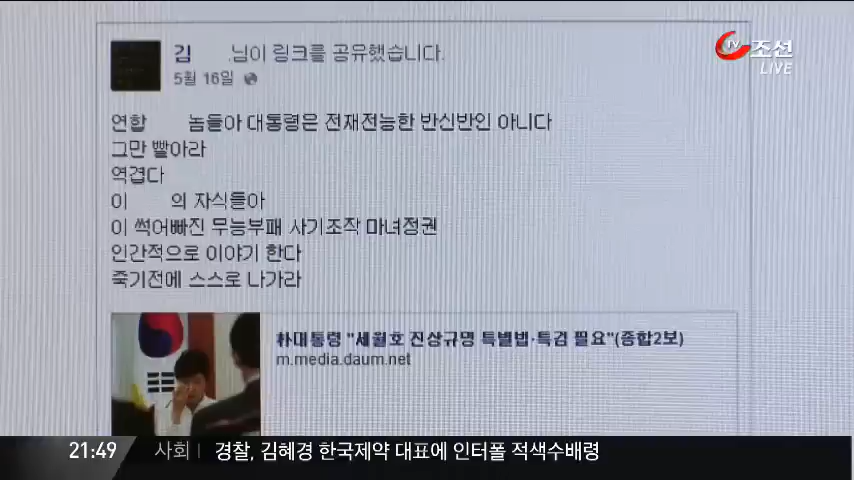 김 .님이 링크를 공유했습니다.
5월 16일
TV조선
LIVE
연합 놈들아 대통령은 전재전능한 반신반인 아니다
그만 빨아라
역겹다
이 의 자식들아
이 썩어빠진 무능부패 사기조작 마녀정권
인간적으로 이야기 한다
죽기전에 스스로 나가라
朴대통령 "세월호 진상규명 특별법·특검 필요"(종합2보)
m.media.daum.net
21:49 사회 경찰, 김혜경 한국제약 대표에 인터폴 적색수배령